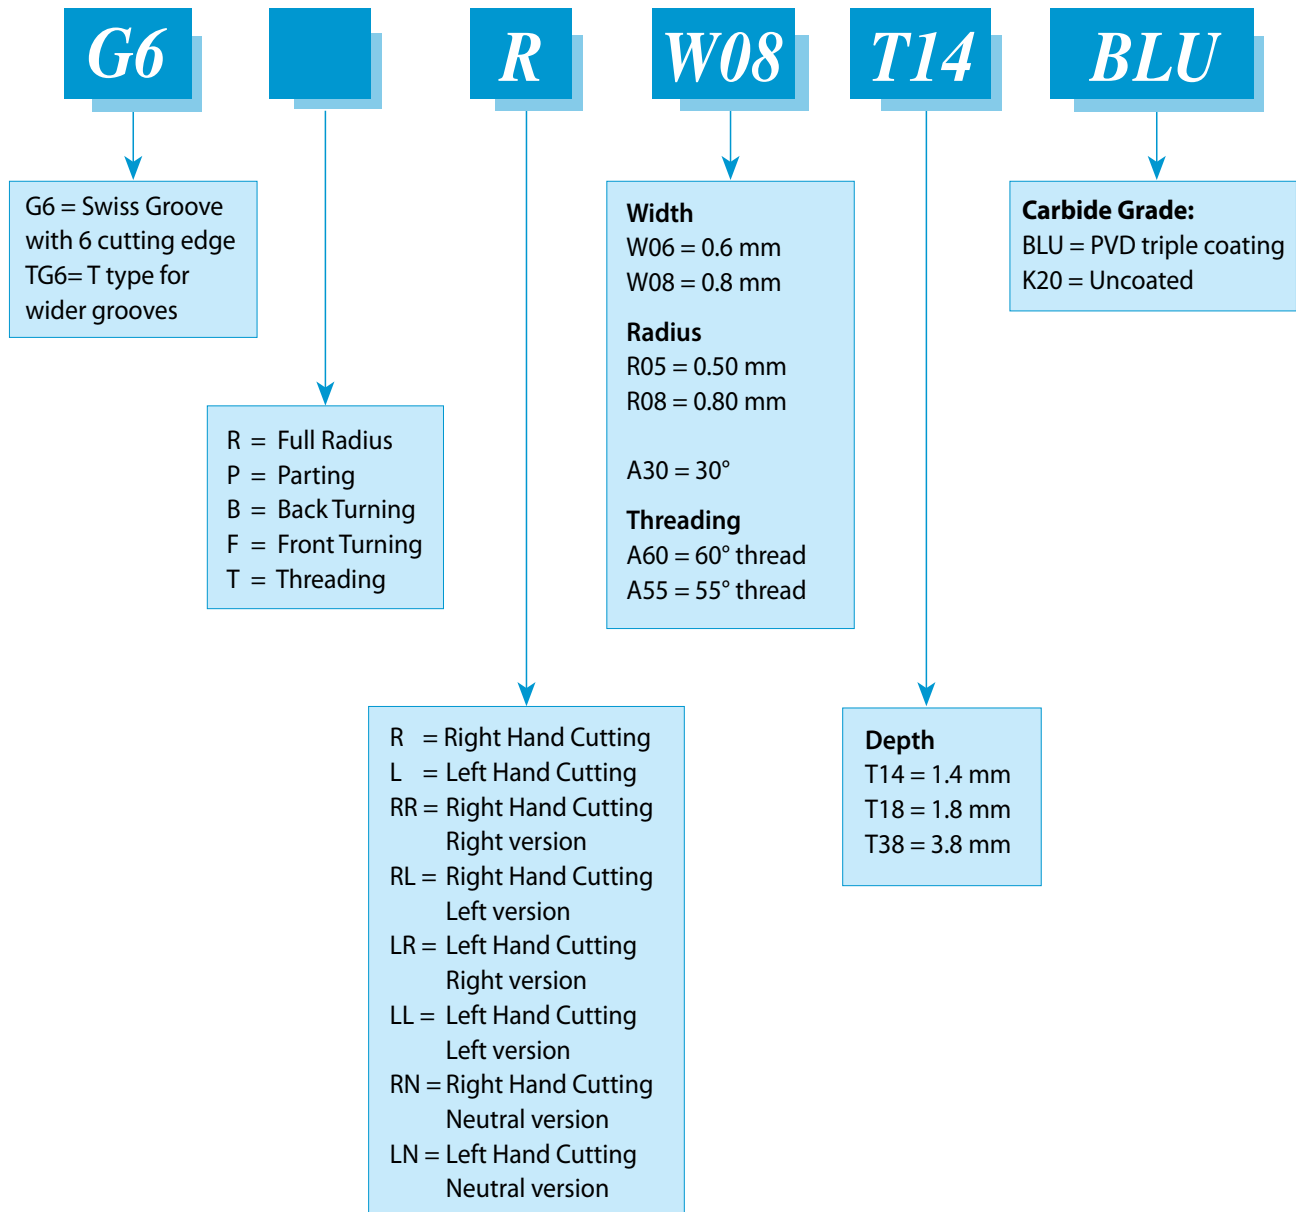 G6 R W08 T14 BLU
G6 = Swiss Groove
with 6 cutting edge
TG6= T type for
wider grooves
R = Full Radius
P = Parting
B = Back Turning
F = Front Turning
T = Threading
R = Right Hand Cutting
L = Left Hand Cutting
RR = Right Hand Cutting
Right version
RL = Right Hand Cutting
Left version
LR = Left Hand Cutting
Right version
LL = Left Hand Cutting
Left version
RN = Right Hand Cutting
Neutral version
LN = Left Hand Cutting
Neutral version
Width
W06 = 0.6 mm
W08 = 0.8 mm
Radius
R05 = 0.50 mm
R08 = 0.80 mm
A30 = 30°
Threading
A60 = 60° thread
A55 = 55° thread
Depth
T14 = 1.4 mm
T18 = 1.8 mm
T38 = 3.8 mm
Carbide Grade:
BLU = PVD triple coating
K20 = Uncoated